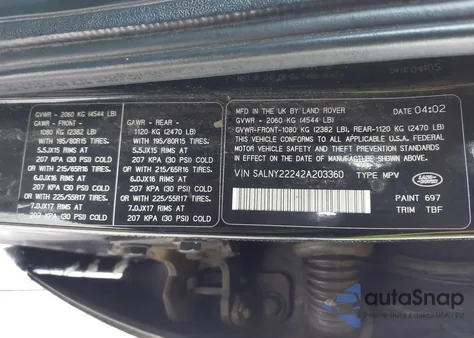 GVWR - 2060 KG (4544 LB)
GAWR - FRONT - 1080 KG (2382 LB)
WITH 195/80R15 TIRES.
5.5JX15 RIMS AT
207 KPA (30 PSI) COLD
WITH 215/65R16 TIRES.
6.0JX16 RIMS AT
207 KPA (30 PSI) COLD
WITH 225/55R17 TIRES.
7.0JX17 RIMS AT
207 KPA (30 PSI) COLD
GAWR - REAR -
1120 KG (2470 LB)
WITH 195/80R15 TIRES.
5.5JX15 RIMS AT
207 KPA (30 PSI) COLD
WITH 215/65R16 TIRES.
6.0JX16 RIMS AT
207 KPA (30 PSI) COLD
WITH 225/55R17 TIRES.
7.0JX17 RIMS AT
207 KPA (30 PSI) COLD
MADE IN THE UK BY LAND ROVER DATE 04:02
GVWR - 2060 KG (4544 LB)
GVWR-FRONT-1080 KG (2382 LB), REAR-1120 KG (2470 LB)
THIS VEHICLE CONFORMS TO ALL APPLICABLE U.S.A. FEDERAL
MOTOR VEHICLE SAFETY AND THEFT PREVENTION STANDARDS
IN EFFECT ON THE DATE OF MANUFACTURE SHOWN ABOVE.
VIN SALNY22242A203360 TYPE MPV
PAINT 697
TRIM TBF
autoSnap